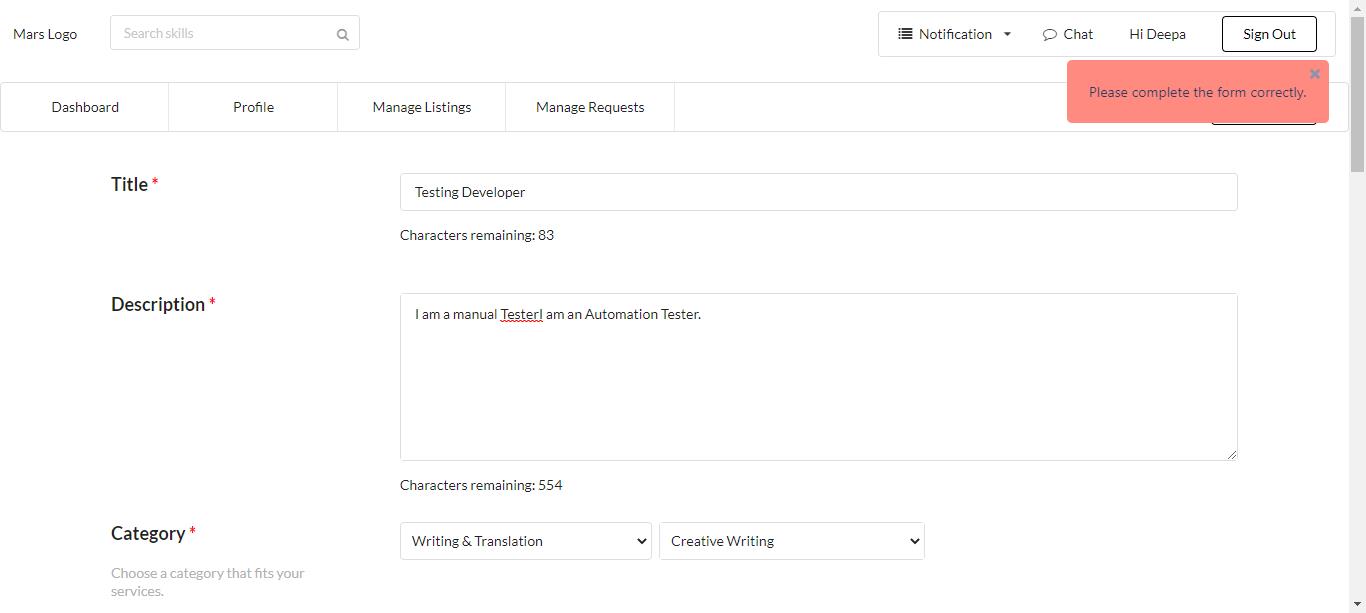 Mars Logo
Search skills
Notification
Chat
Hi Deepa
Sign Out
Please complete the form correctly.
Dashboard
Profile
Manage Listings
Manage Requests
Title *
Testing Developer
Characters remaining: 83
Description *
I am a manual TesterI am an Automation Tester.
Characters remaining: 554
Category *
Writing & Translation
Creative Writing
Choose a category that fits your
services.